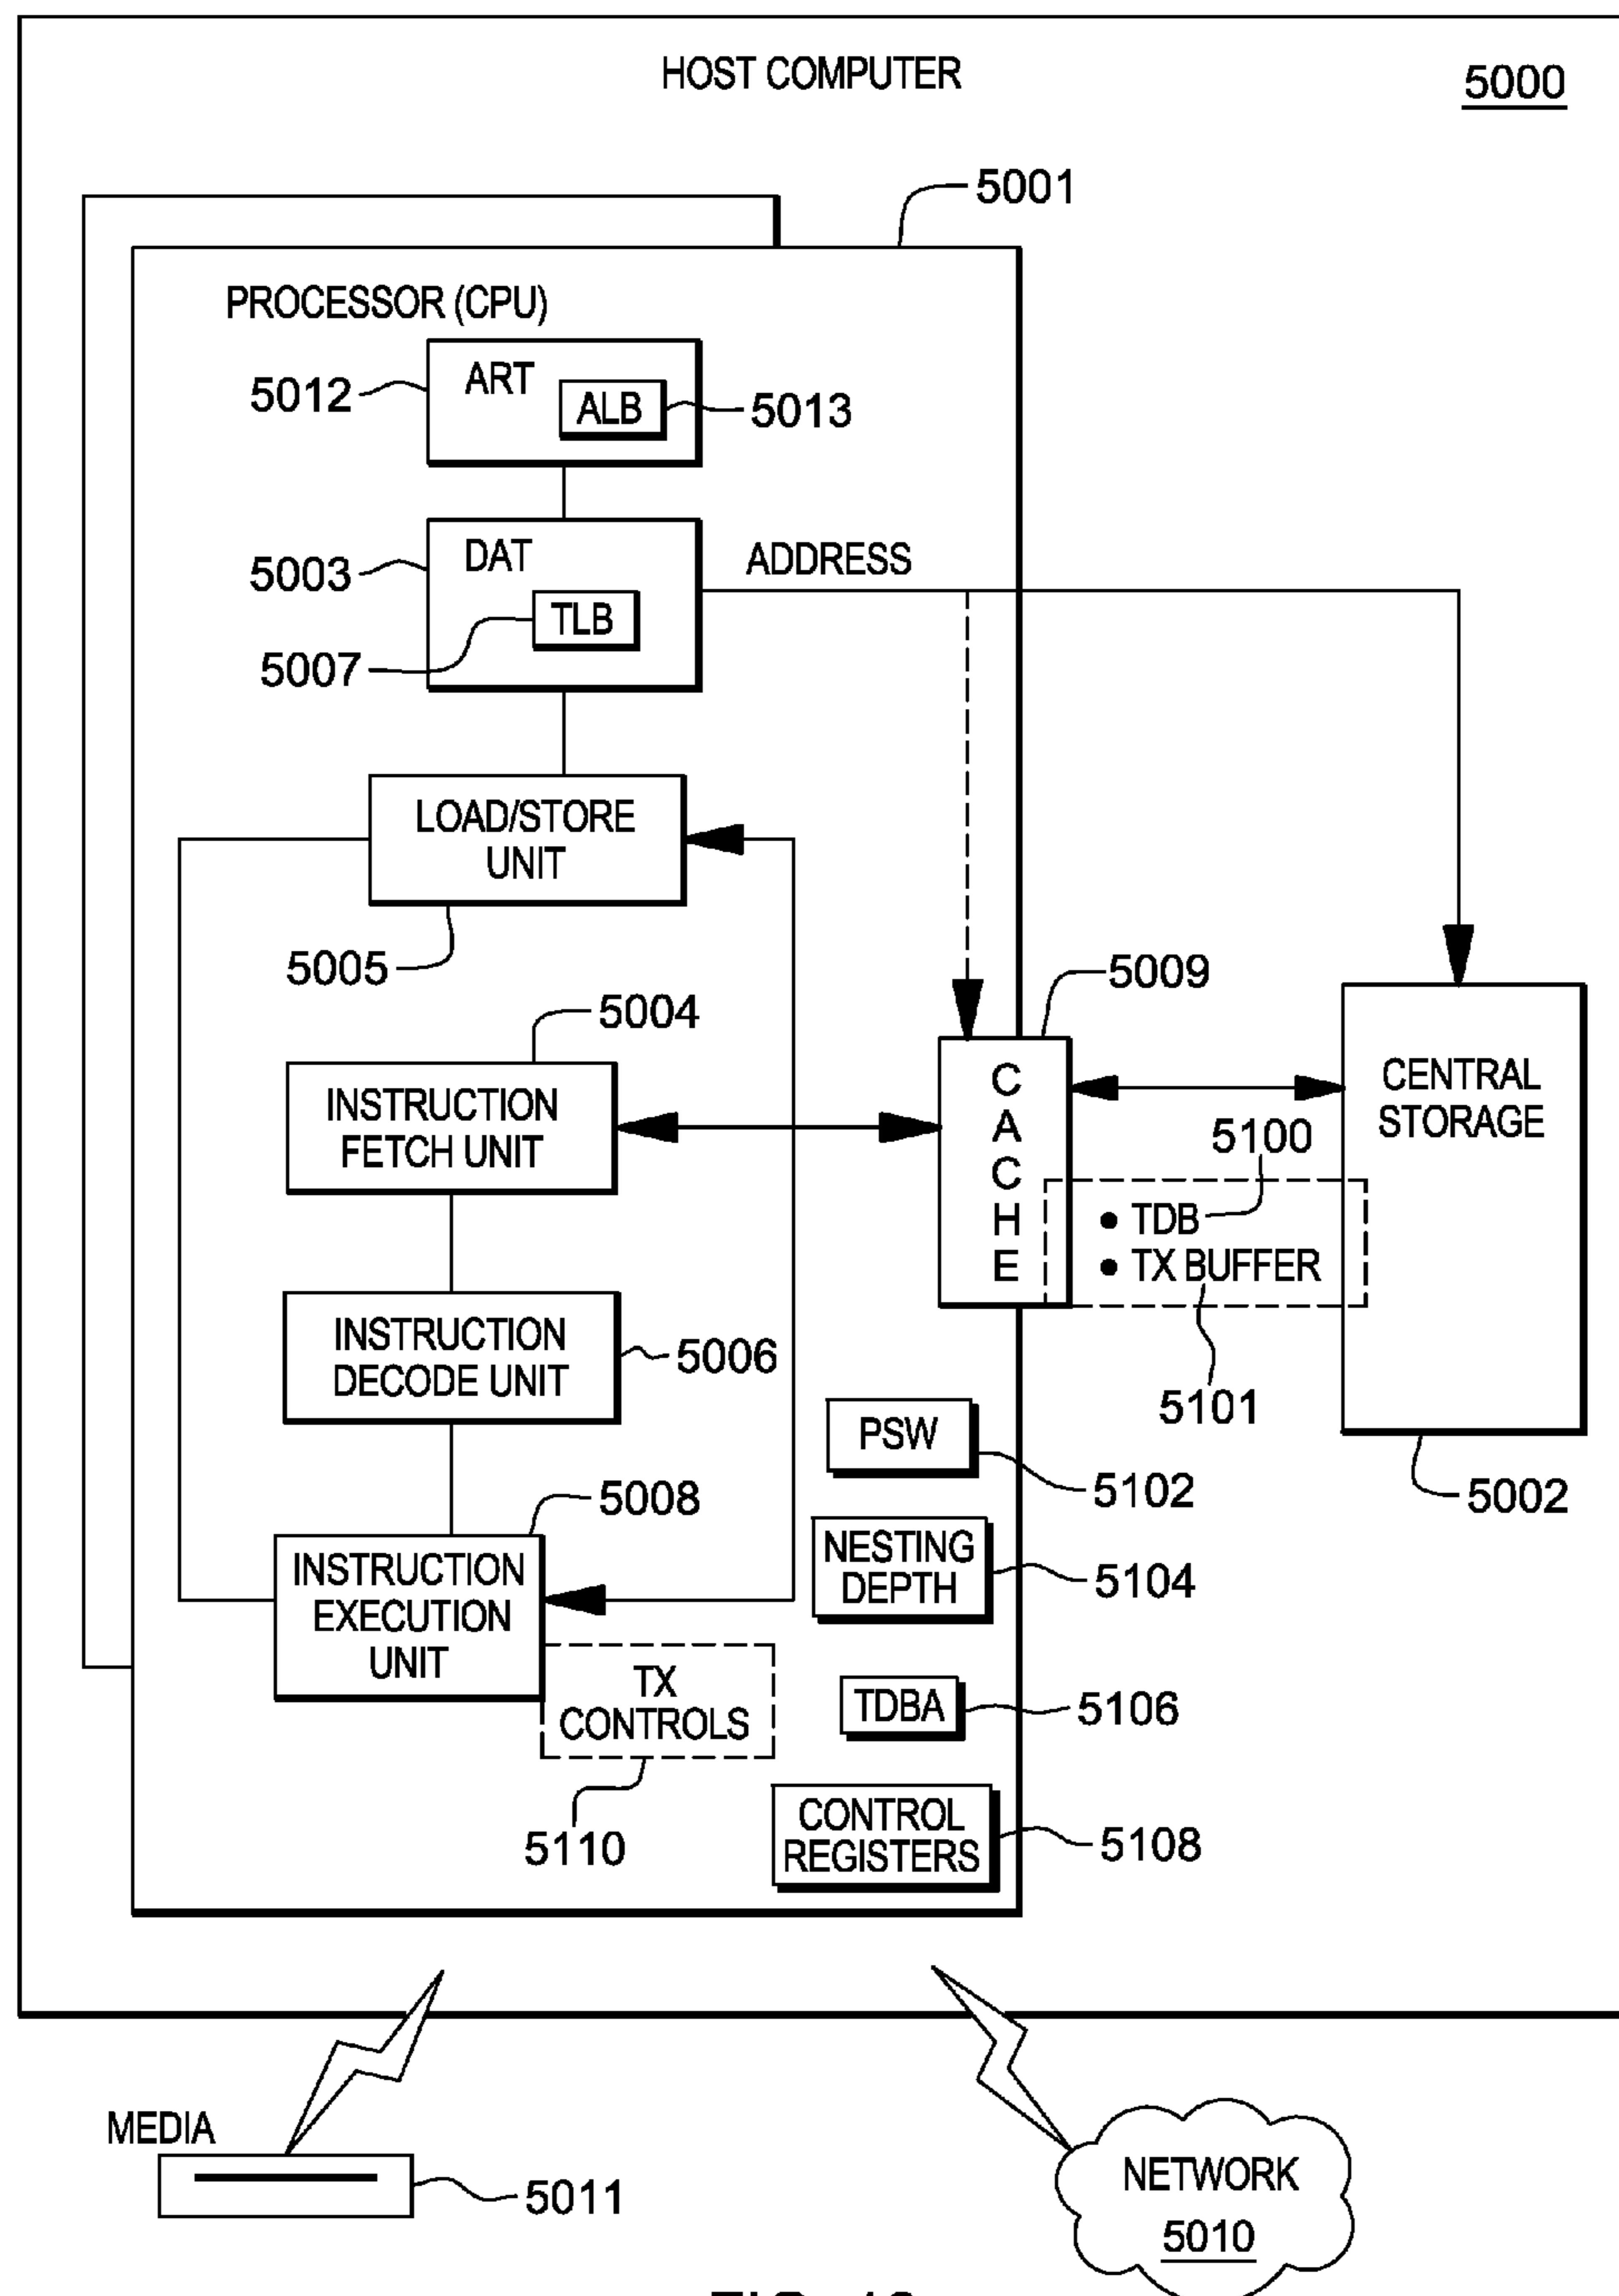 HOST COMPUTER
5000
5001
PROCESSOR (CPU)
ART
5012
ALB
5013
DAT
ADDRESS
5003
TLB
5007
LOAD/STORE
UNIT
5005
5009
5004
C
A
C
H
E
CENTRAL
STORAGE
INSTRUCTION
FETCH UNIT
5100
• TDB
• TX BUFFER
5101
INSTRUCTION
DECODE UNIT
5006
PSW
5102
5002
5008
NESTING
DEPTH
5104
INSTRUCTION
EXECUTION
UNIT
TX
CONTROLS
5110
TDBA
5106
CONTROL
REGISTERS
5108
MEDIA
5011
NETWORK
5010